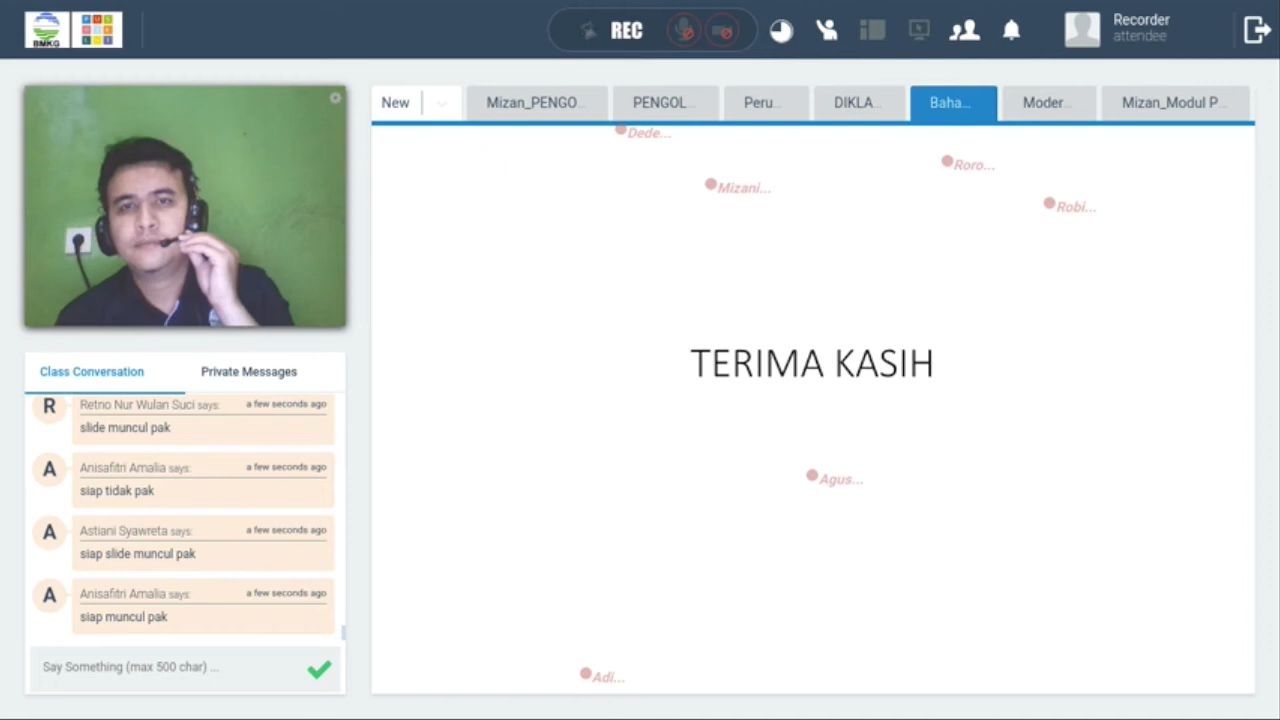 BMKG
PUSDIKLAT
REC
Recorder
attendee
New
Mizan_PENGO...
PENGOL...
Peru...
DIKLA...
Baha...
Moder...
Mizan_Modul P...
Dede...
Mizani...
Roro...
Robi...
TERIMA KASIH
Agus...
Adi...
Class Conversation
Private Messages
R
Retno Nur Wulan Suci says:
a few seconds ago
slide muncul pak
A
Anisafitri Amalia says:
a few seconds ago
siap tidak pak
A
Astiani Syawreta says:
a few seconds ago
siap slide muncul pak
A
Anisafitri Amalia says:
a few seconds ago
siap muncul pak
Say Something (max 500 char) ...